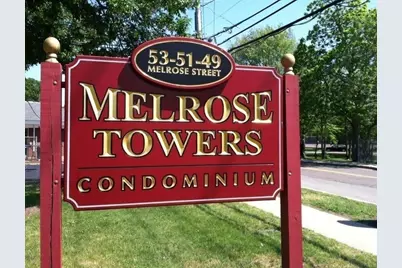 53-51-49
MELROSE STREET
MELROSE
TOWERS
CONDOMINIUM